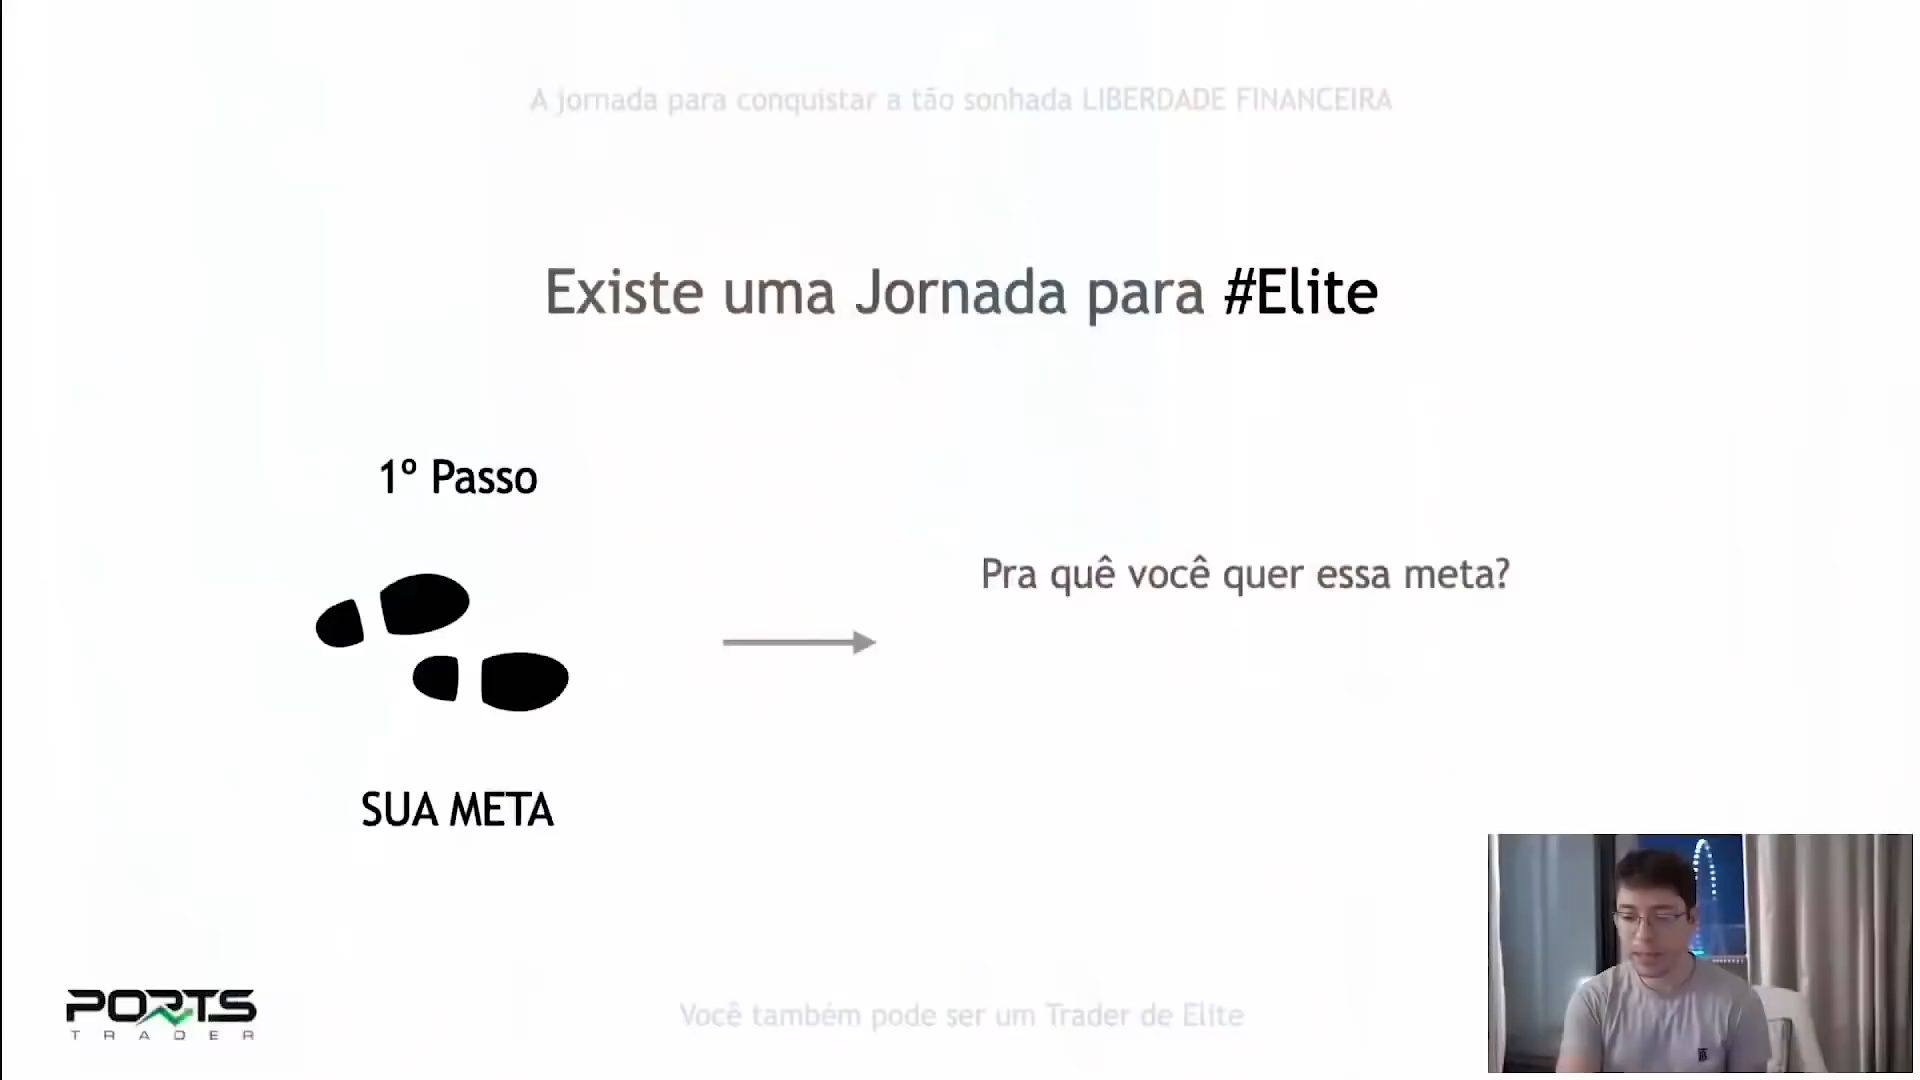 A jornada para conquistar a tão sonhada LIBERDADE FINANCEIRA
Existe uma Jornada para #Elite
1º Passo
Pra quê você quer essa meta?
SUA META
PORTS
TRADER
Você também pode ser um Trader de Elite